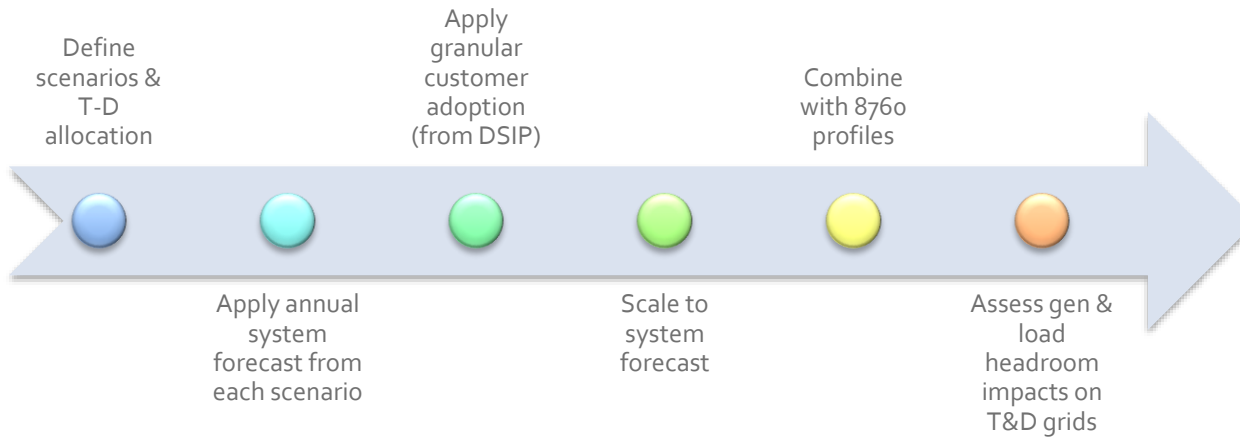 Define
scenarios &
T-D
allocation
Apply annual
system
forecast from
each scenario
Apply
granular
customer
adoption
(from DSIP)
Scale to
system
forecast
Combine
with 8760
profiles
Assess gen &
load
headroom
impacts on
T&D grids